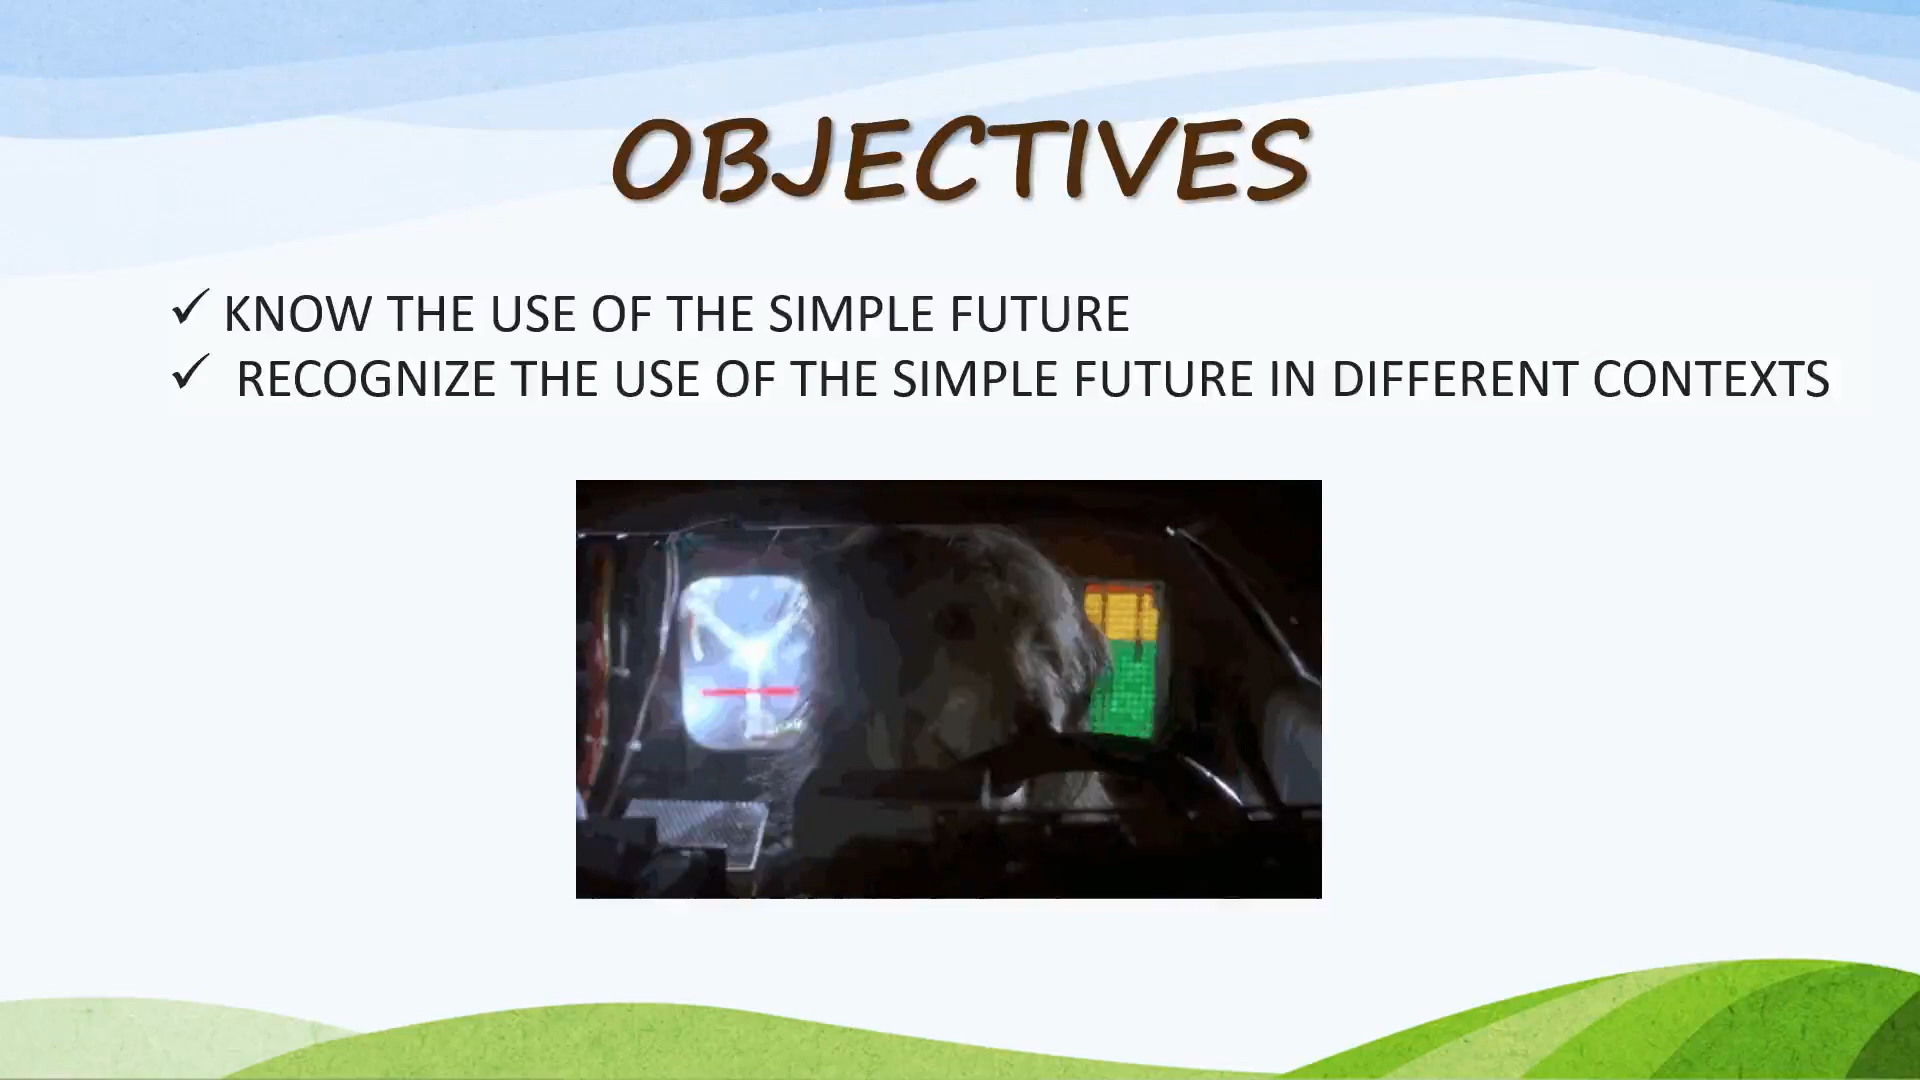 OBJECTIVES
✓ KNOW THE USE OF THE SIMPLE FUTURE
✓ RECOGNIZE THE USE OF THE SIMPLE FUTURE IN DIFFERENT CONTEXTS